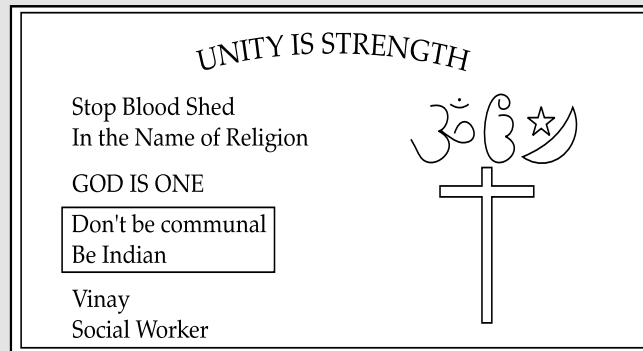 UNITY IS STRENGTH
Stop Blood Shed
In the Name of Religion
GOD IS ONE
Don't be communal
Be Indian
Vinay
Social Worker